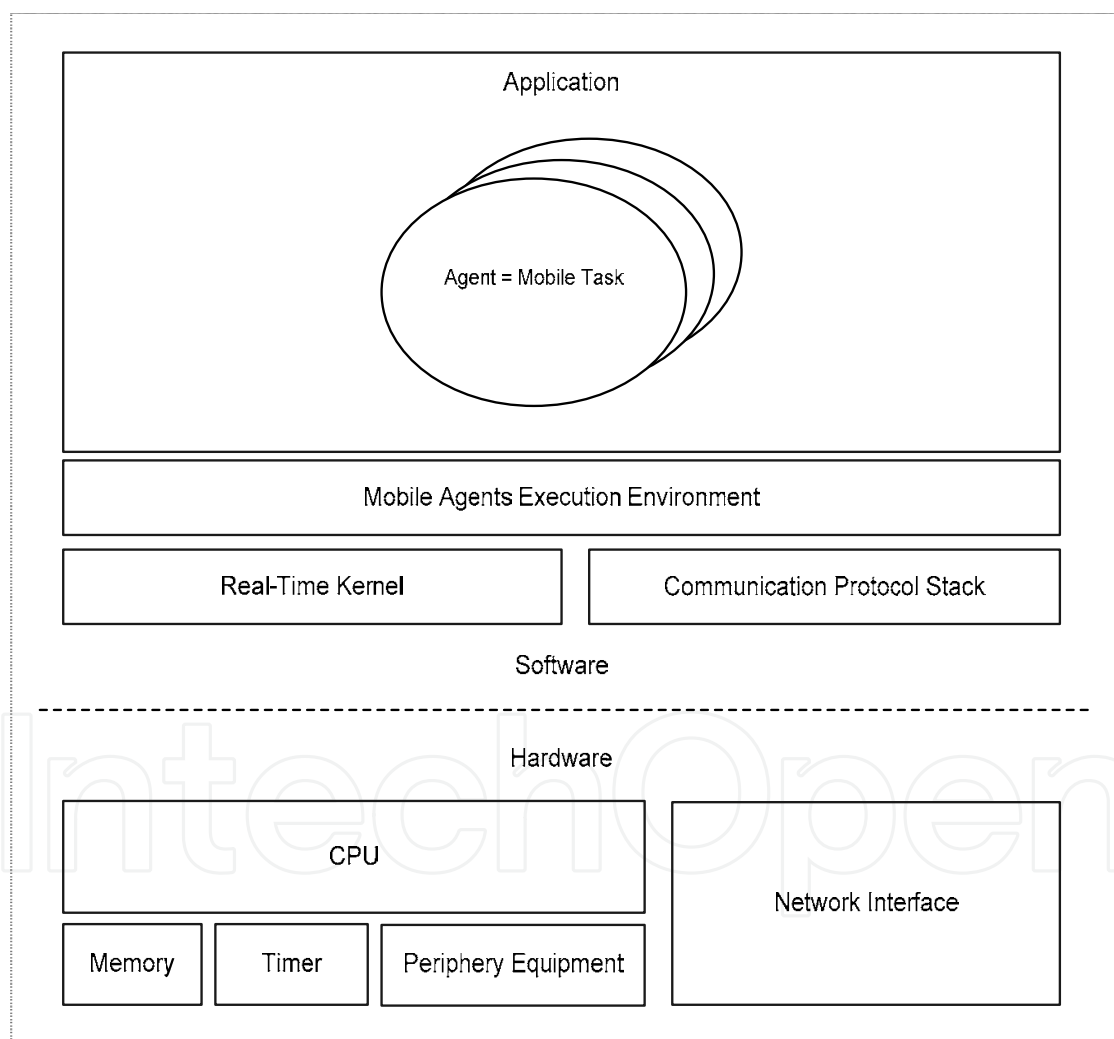 Application
Agent = Mobile Task
Mobile Agents Execution Environment
Real-Time Kernel
Communication Protocol Stack
Software
Hardware
IntechOpen
CPU
Network Interface
Memory
Timer
Periphery Equipment